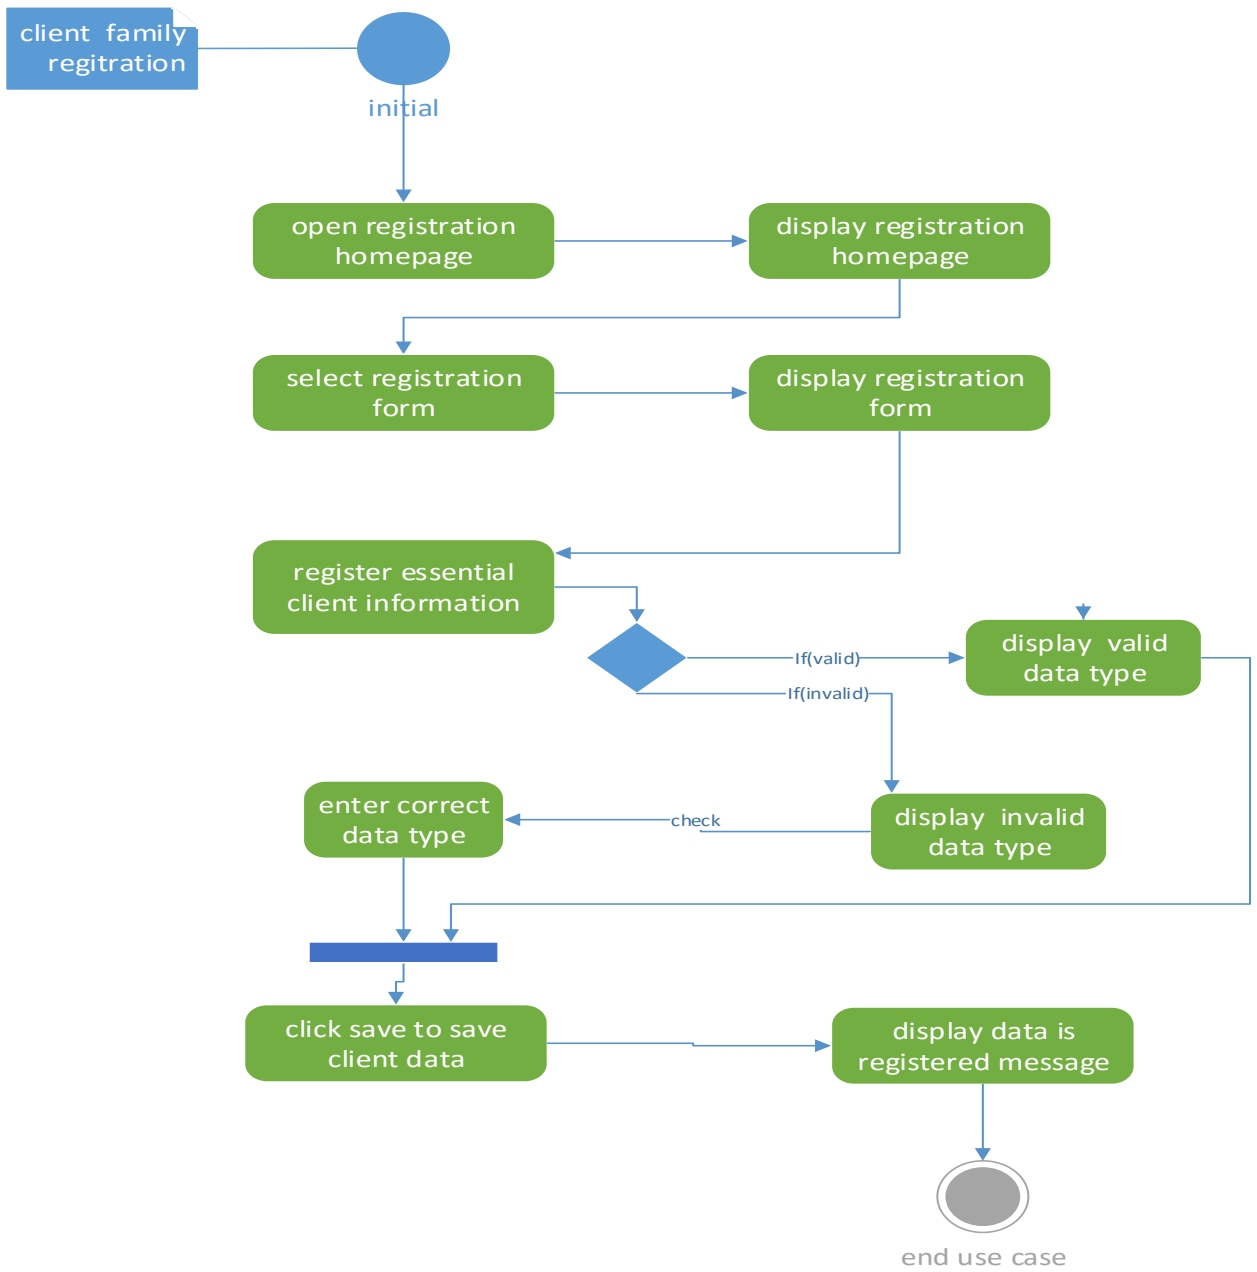 client  family
regitration
initial
open registration
homepage
display registration
homepage
select registration
form
display registration
form
register essential
client information
If(valid)
display  valid
data type
If(invalid)
enter correct
data type
check
display  invalid
data type
click save to save
client data
display data is
registered message
end use case